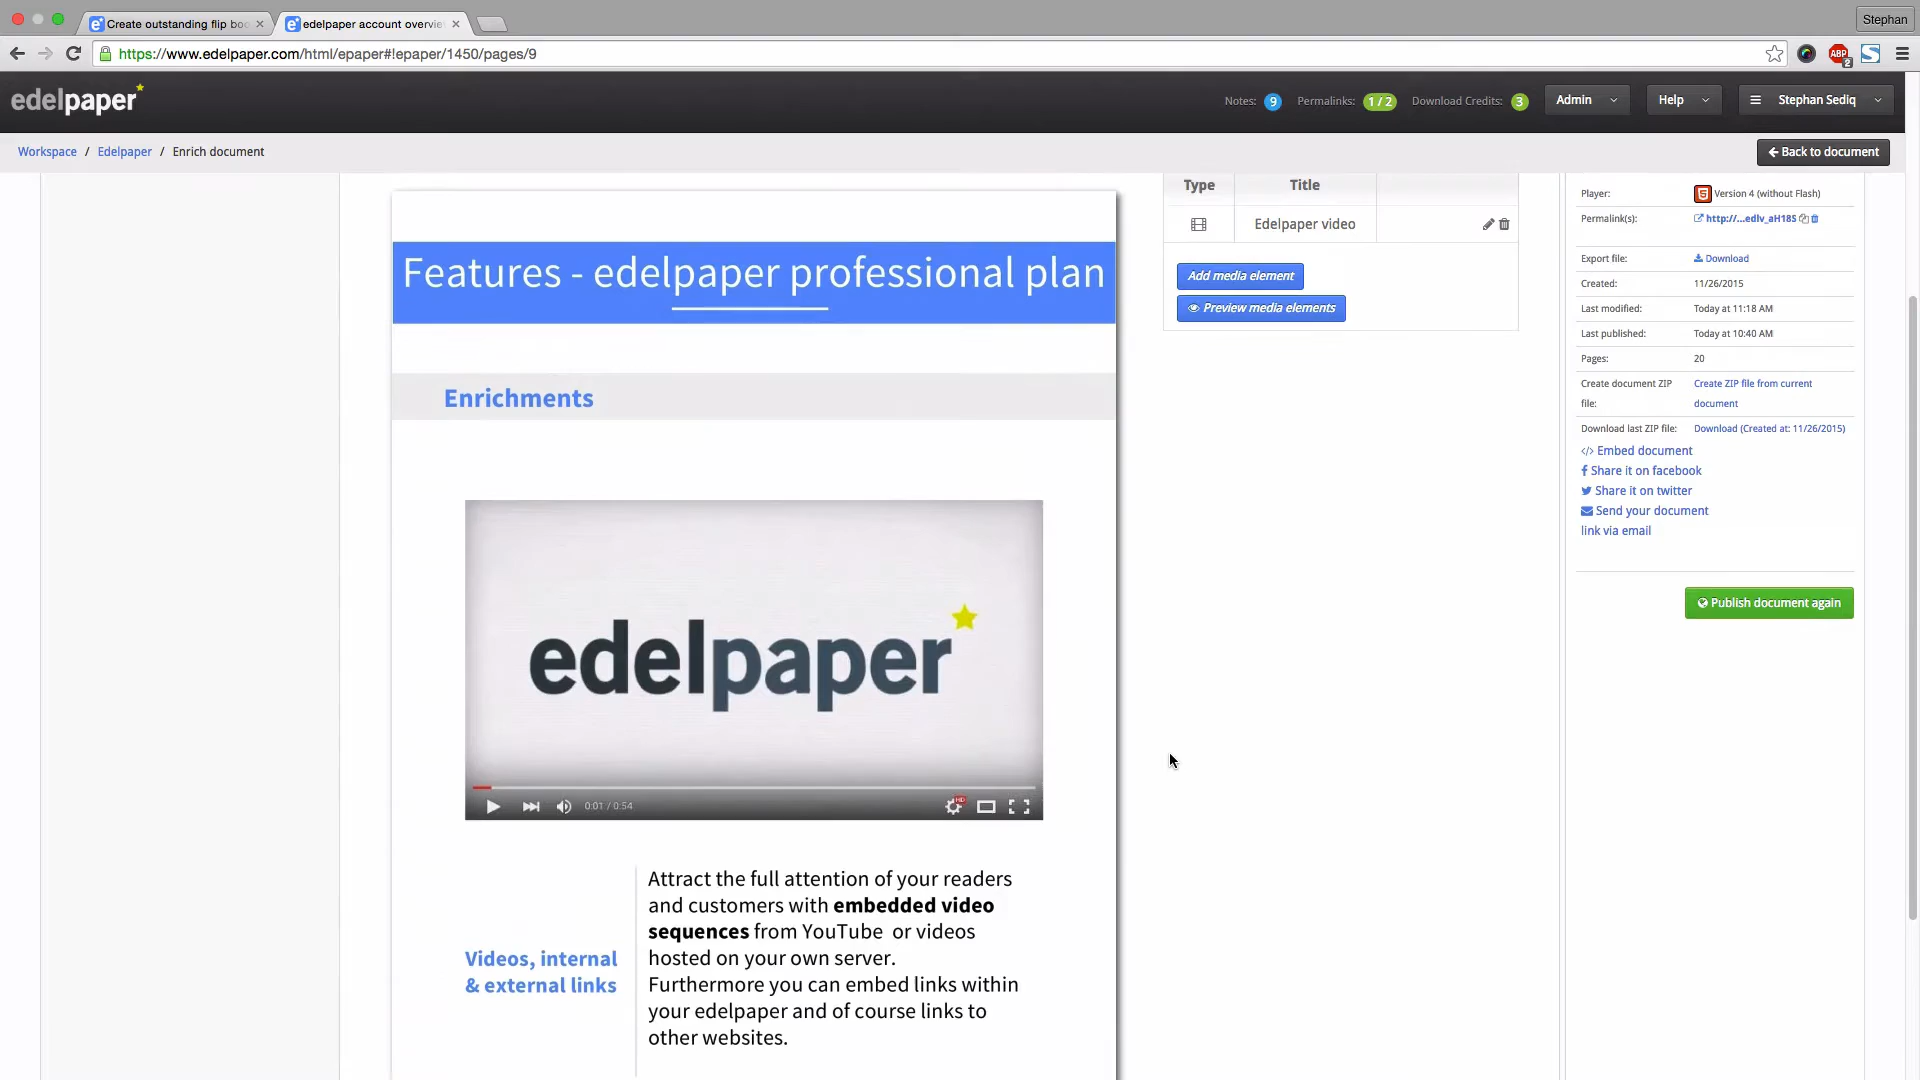 Create outstanding flip boo
edelpaper account overvie
Stephan
https://www.edelpaper.com/html/epaper#!epaper/1450/pages/9
ABP
2
edelpaper
Notes: 9 Permalinks: 1 / 2 Download Credits: 3 Admin Help Stephan Sediq
Workspace / Edelpaper / Enrich document
Back to document
Features - edelpaper professional plan
Enrichments
edelpaper
0:01 / 0:54
HD
Videos, internal
& external links
Attract the full attention of your readers
and customers with embedded video
sequences from YouTube or videos
hosted on your own server.
Furthermore you can embed links within
your edelpaper and of course links to
other websites.
Type Title
Edelpaper video
Add media element
Preview media elements
Player: Version 4 (without Flash)
Permalink(s): http://...edlv_aH18S
Export file: Download
Created: 11/26/2015
Last modified: Today at 11:18 AM
Last published: Today at 10:40 AM
Pages: 20
Create document ZIP file: Create ZIP file from current document
Download last ZIP file: Download (Created at: 11/26/2015)
Embed document
Share it on facebook
Share it on twitter
Send your document
link via email
Publish document again